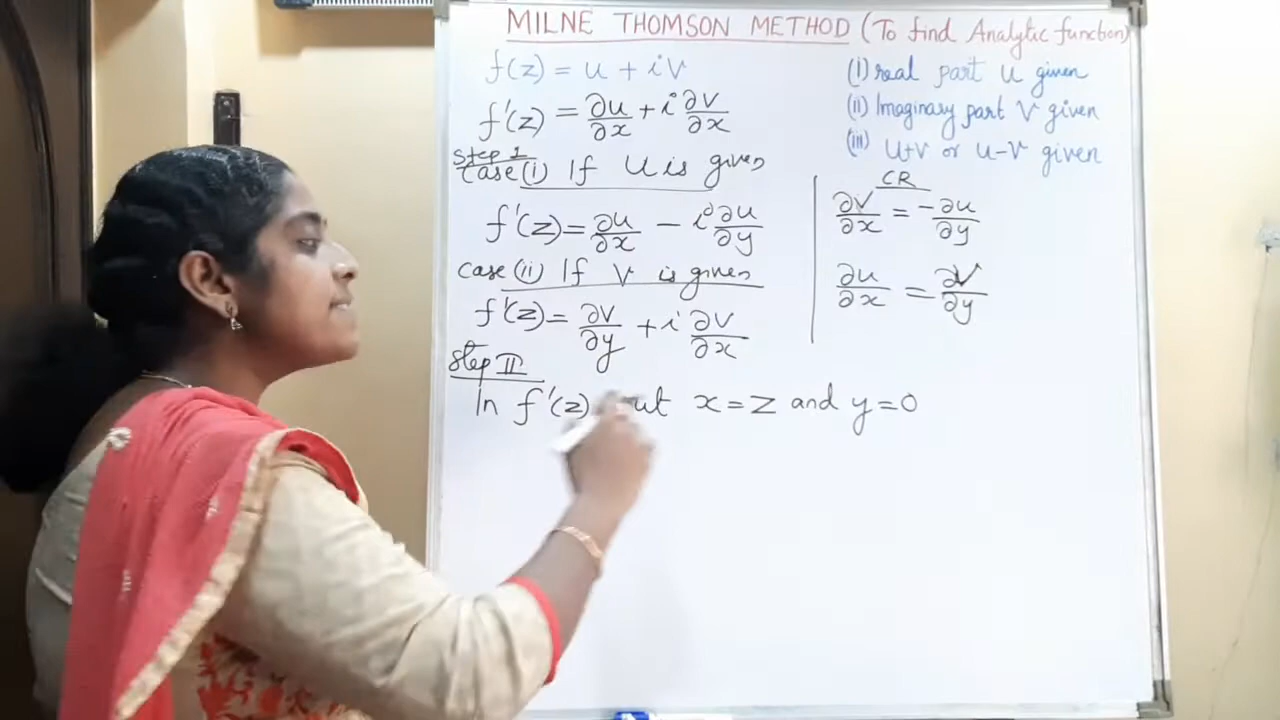 MILNE THOMSON METHOD (To find Analytic function)
f(z) = u + iv
f'(z) = ∂u/∂x + i ∂v/∂x
Step 1
Case (i) If u is given
f'(z) = ∂u/∂x - i ∂u/∂y
case (ii) If v is given
f'(z) = ∂v/∂y + i ∂v/∂x
Step II
In f'(z) x = z and y = 0
(i) real part u given
(ii) Imaginary part v given
(iii) u+v or u-v given
CR
∂v/∂x = -∂u/∂y
∂u/∂x = ∂v/∂y